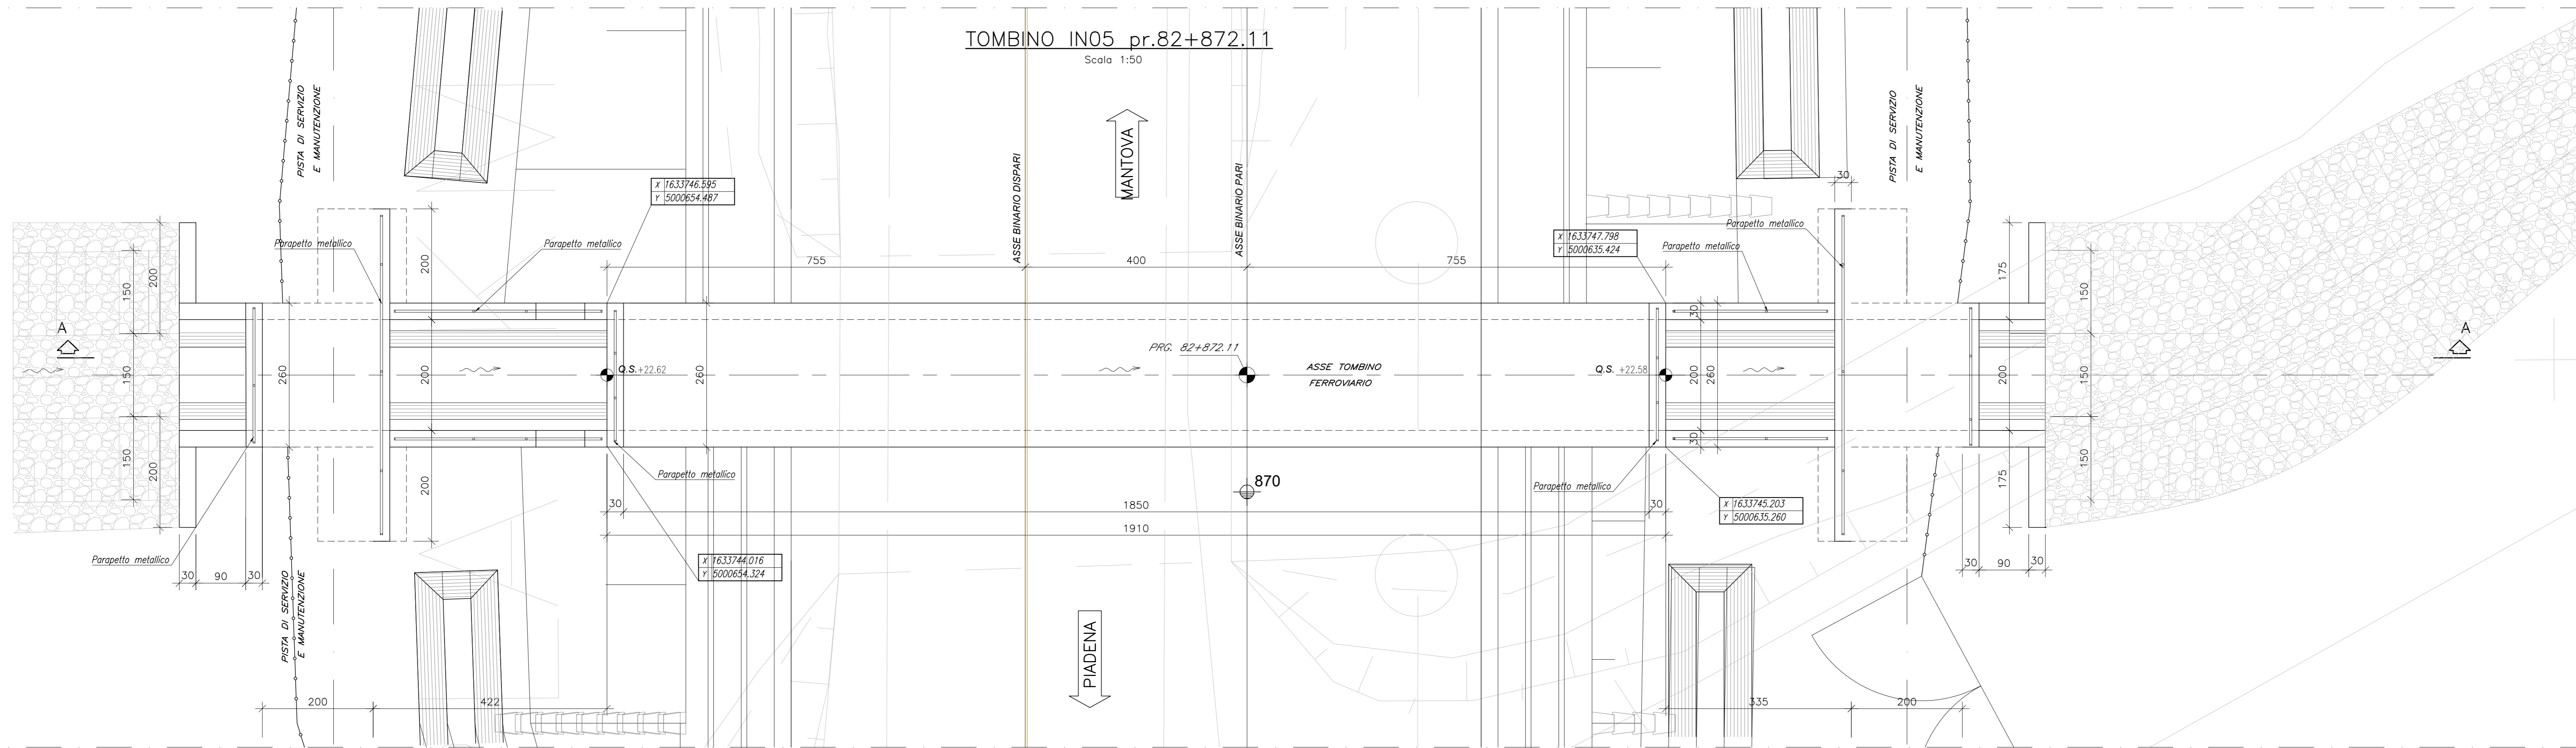 TOMBINO IN05 pr.82+872.11
Scala 1:50
PISTA DI SERVIZIO
E MANUTENZIONE
MANTOVA
ASSE BINARIO DISPARI
ASSE BINARIO PARI
PISTA DI SERVIZIO
E MANUTENZIONE
30
X 1633746.595
Y 5000654.487
X 1633747.798
Y 5000635.424
Parapetto metallico
Parapetto metallico
Parapetto metallico
Parapetto metallico
755
400
755
200
150
200
175
150
30
A
A
PRG. 82+872.11
Q.S. +22.62
ASSE TOMBINO
FERROVIARIO
Q.S. +22.58
150
260
200
260
200
260
200
150
30
150
200
200
175
150
870
Parapetto metallico
Parapetto metallico
30
1850
30
1910
X 1633745.203
Y 5000635.260
Parapetto metallico
X 1633744.016
Y 5000654.324
30
90
30
30
90
30
PISTA DI SERVIZIO
E MANUTENZIONE
PIADENA
200
422
335
200